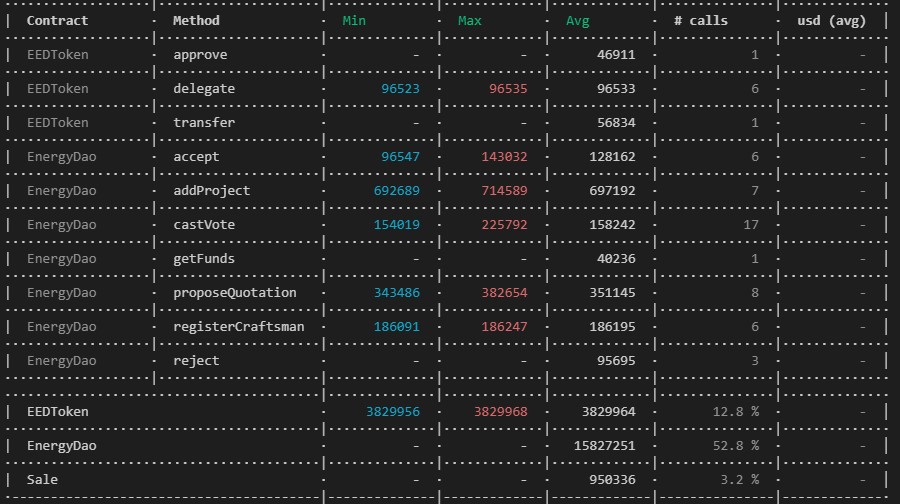 Contract Method Min Max Avg # calls usd (avg)
EEDToken approve - - 46911 1 -
EEDToken delegate 96523 96535 96533 6 -
EEDToken transfer - - 56834 1 -
EnergyDao accept 96547 143032 128162 6 -
EnergyDao addProject 692689 714589 697192 7 -
EnergyDao castVote 154019 225792 158242 17 -
EnergyDao getFunds - - 40236 1 -
EnergyDao proposeQuotation 343486 382654 351145 8 -
EnergyDao registerCraftsman 186091 186247 186195 6 -
EnergyDao reject - - 95695 3 -
EEDToken 3829956 3829968 3829964 12.8 % -
EnergyDao - - 15827251 52.8 % -
Sale - - 950336 3.2 % -